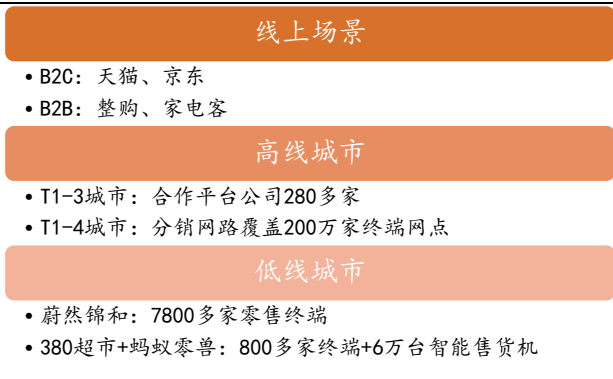 线上场景
•B2C：天猫、京东
•B2B：整购、家电客
高线城市
•T1-3城市：合作平台公司280多家
•T1-4城市：分销网路覆盖200万家终端网点
低线城市
•蔚然锦和：7800多家零售终端
•380超市+蚂蚁零兽：800多家终端+6万台智能售货机